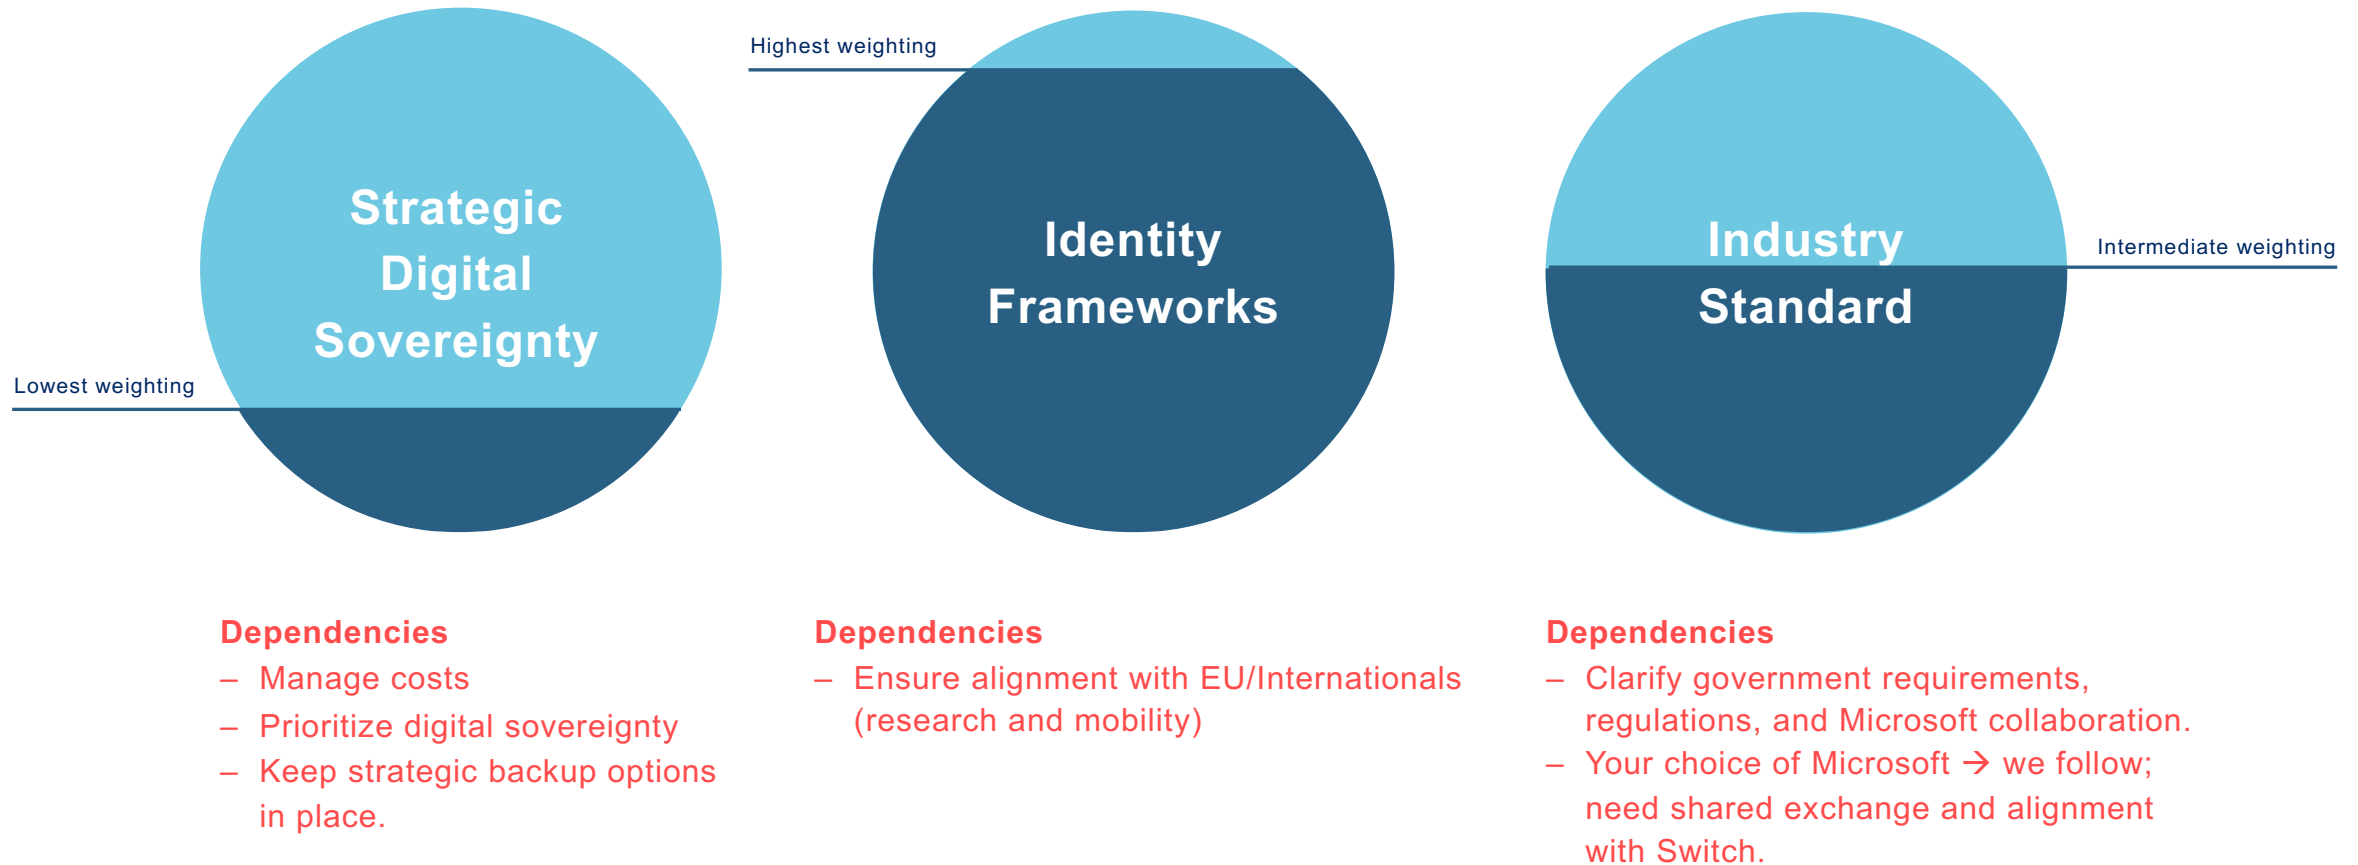 Lowest weighting
Strategic
Digital
Sovereignty
Highest weighting
Identity
Frameworks
Industry
Standard
Intermediate weighting
Dependencies
– Manage costs
– Prioritize digital sovereignty
– Keep strategic backup options
in place.
Dependencies
– Ensure alignment with EU/Internationals
(research and mobility)
Dependencies
– Clarify government requirements,
regulations, and Microsoft collaboration.
– Your choice of Microsoft → we follow;
need shared exchange and alignment
with Switch.